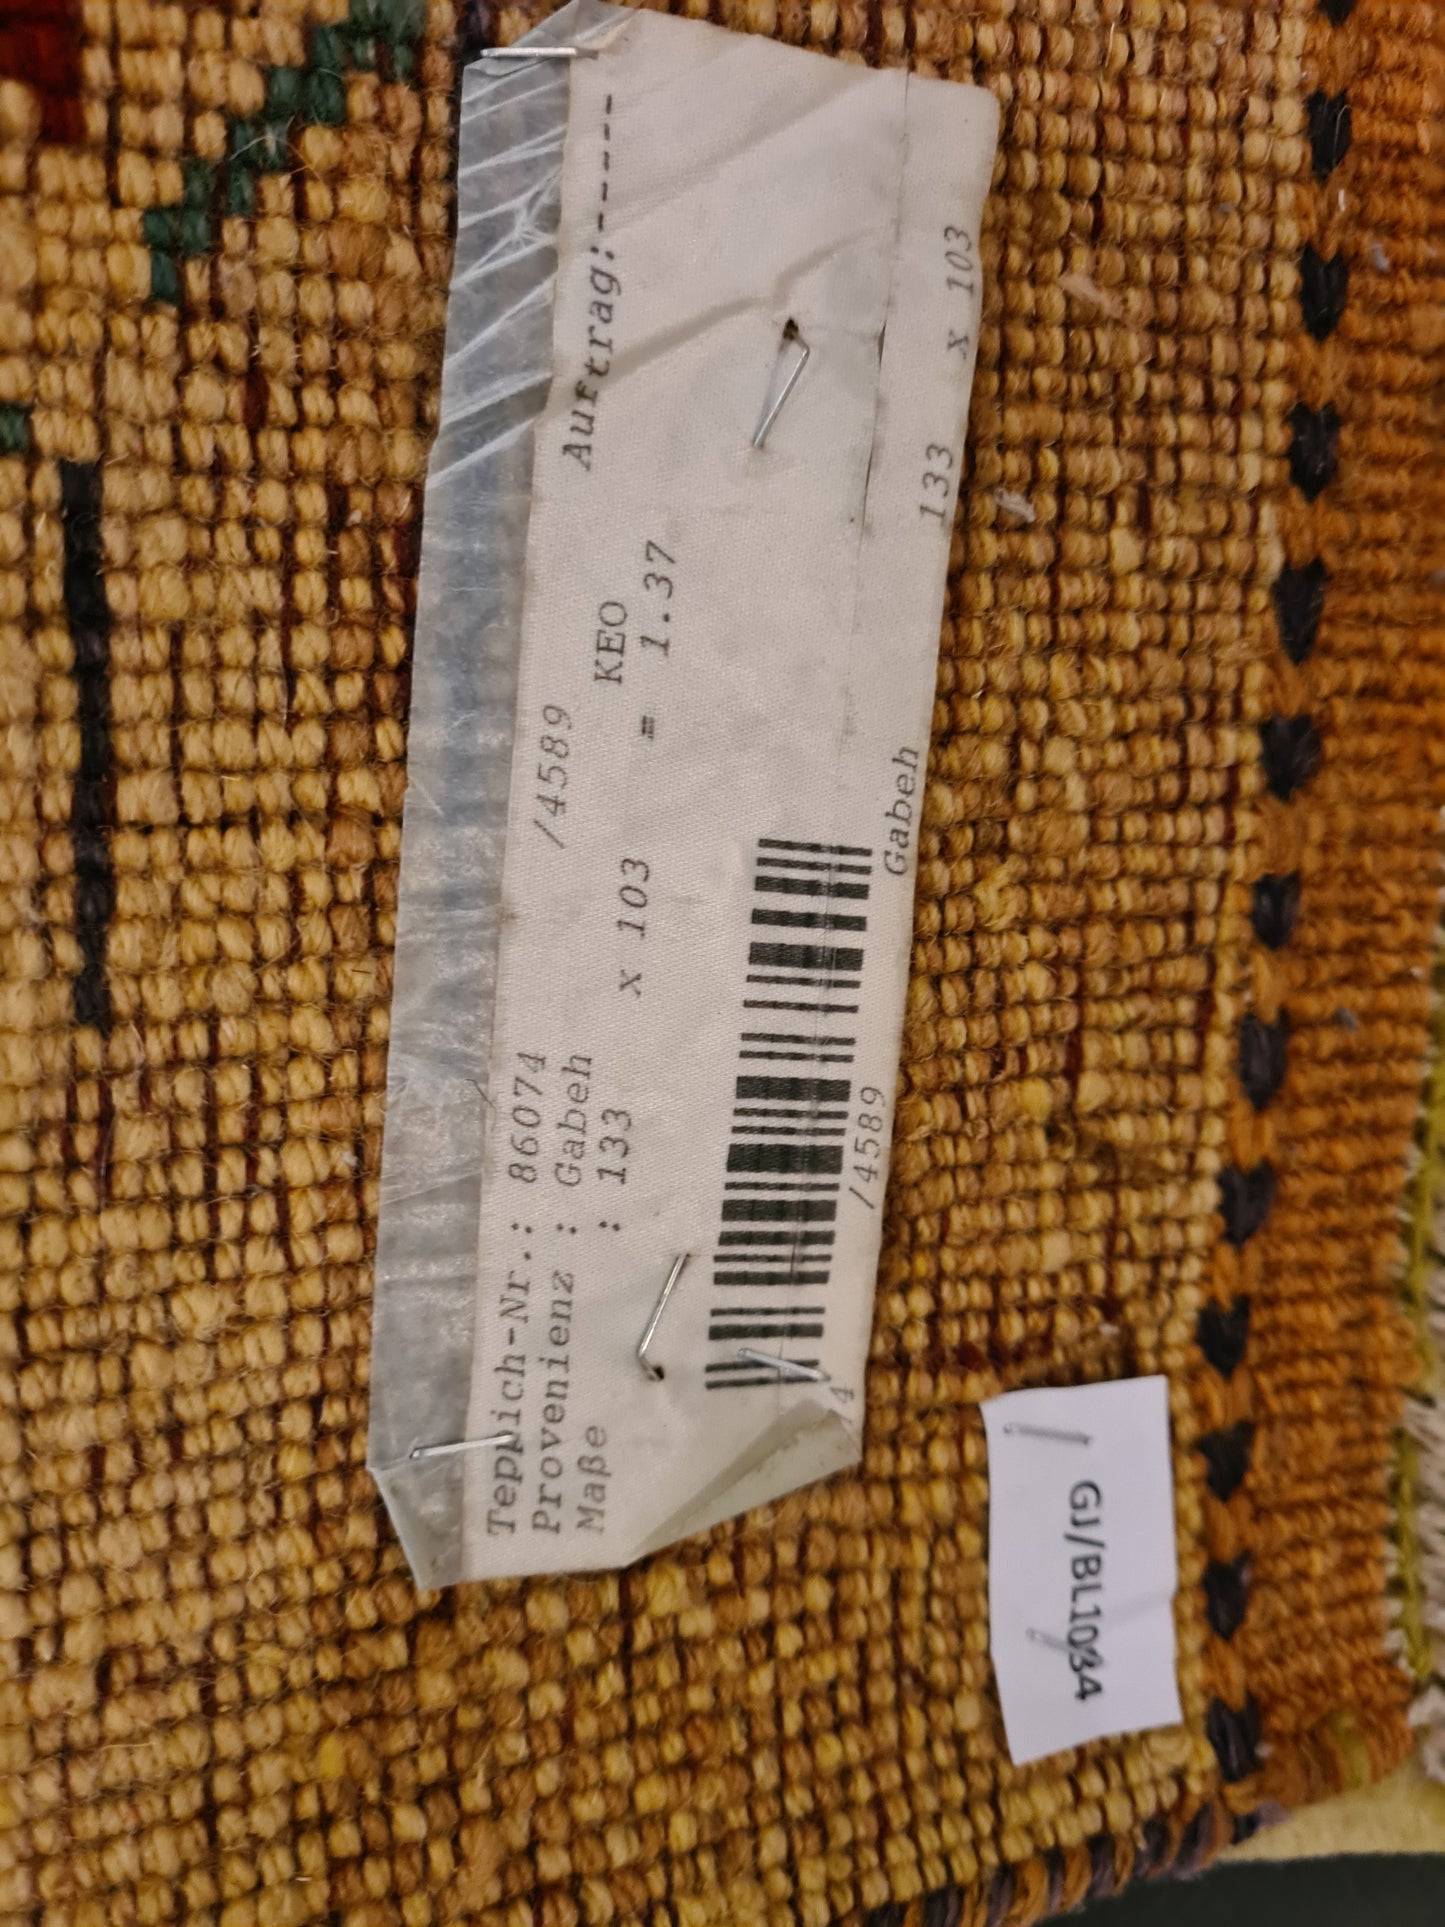 Auftrag:------
Teppich-Nr.: 86074 /4589
Provenienz : Gabeh KEO
Maße : 133 x 103 = 1.37
/4589 Gabeh 133 x 103
GJ/BL1034